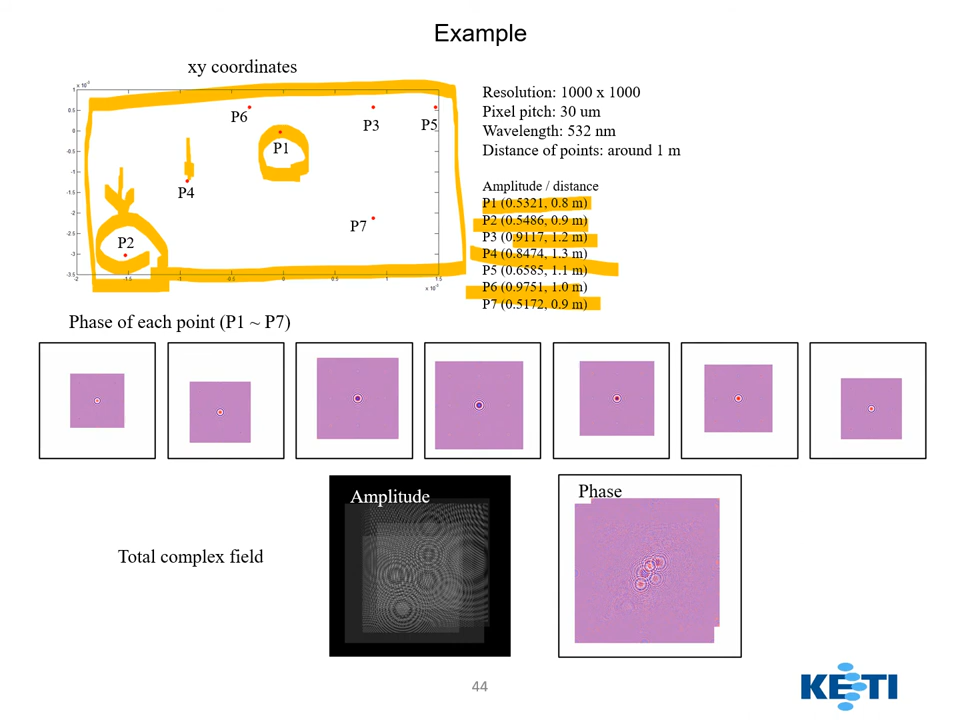 Example
xy coordinates
P6
P3
P5
P1
P4
P7
P2
Resolution: 1000 x 1000
Pixel pitch: 30 um
Wavelength: 532 nm
Distance of points: around 1 m
Amplitude / distance
P1 (0.5321, 0.8 m)
P2 (0.5486, 0.9 m)
P3 (0.9117, 1.2 m)
P4 (0.8474, 1.3 m)
P5 (0.6585, 1.1 m)
P6 (0.9751, 1.0 m)
P7 (0.5172, 0.9 m)
Phase of each point (P1 ~ P7)
Amplitude
Phase
Total complex field
44
KETI